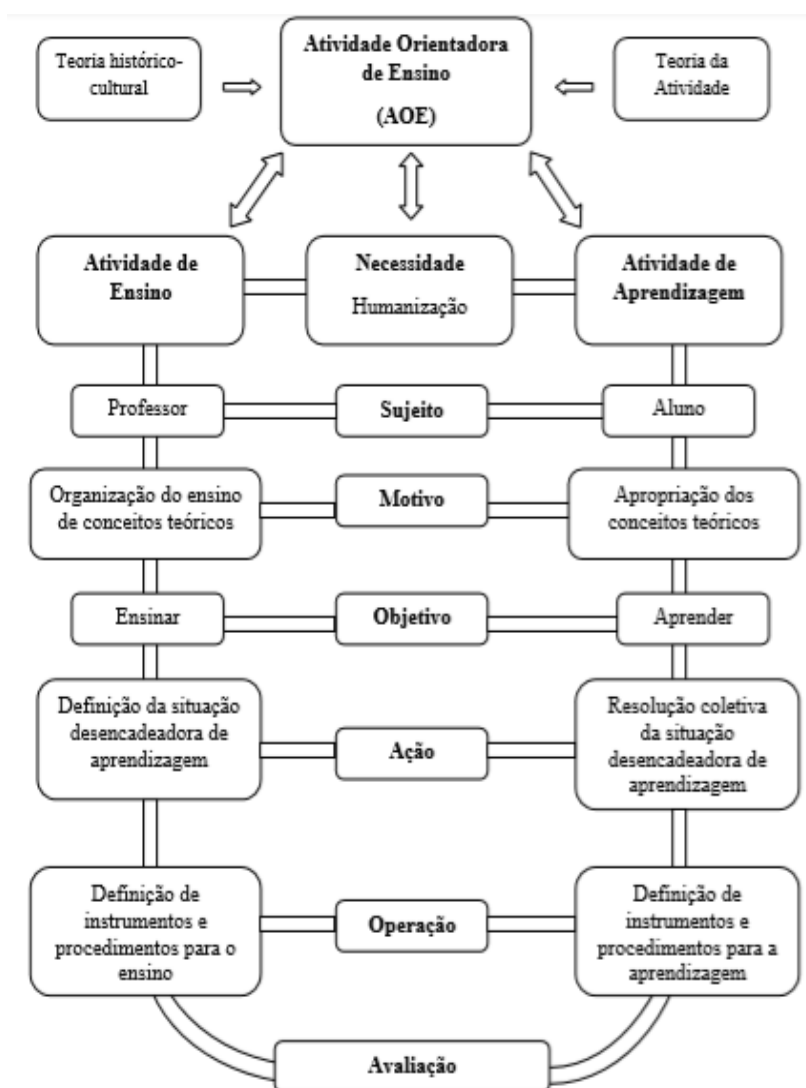 Teoria histórico-
cultural
Atividade Orientadora
de Ensino
(AOE)
Teoria da
Atividade
Atividade de
Ensino
Necessidade
Humanização
Atividade de
Aprendizagem
Professor
Sujeito
Aluno
Organização do ensino
de conceitos teóricos
Motivo
Apropriação dos
conceitos teóricos
Ensinar
Objetivo
Aprender
Definição da situação
desencadeadora de
aprendizagem
Ação
Resolução coletiva
da situação
desencadeadora de
aprendizagem
Definição de
instrumentos e
procedimentos para o
ensino
Operação
Definição de
instrumentos e
procedimentos para a
aprendizagem
Avaliação